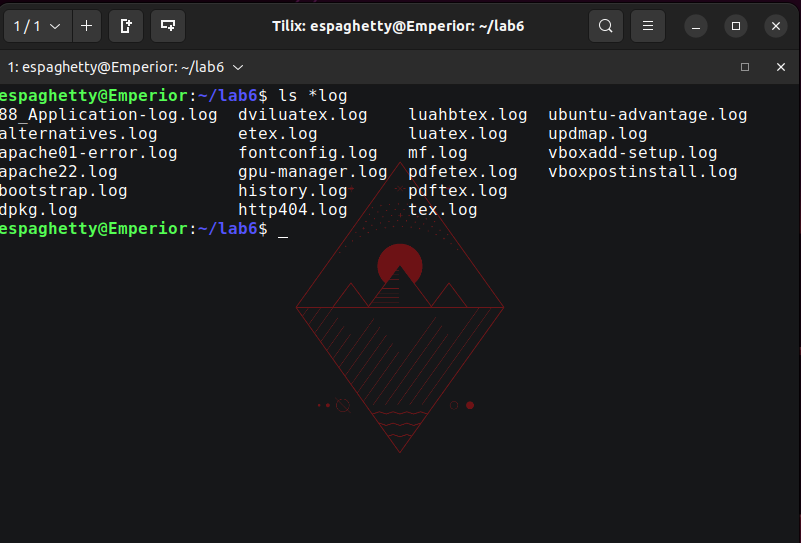 1 / 1
Tilix: espaghetty@Emperior: ~/lab6
1: espaghetty@Emperior: ~/lab6
espaghetty@Emperior:~/lab6$ ls *log
88_Application-log.log dviluatex.log luahbtex.log ubuntu-advantage.log
alternatives.log etex.log luatex.log updmap.log
apache01-error.log fontconfig.log mf.log vboxadd-setup.log
apache22.log gpu-manager.log pdfetex.log vboxpostinstall.log
bootstrap.log history.log pdftex.log
dpkg.log http404.log tex.log
espaghetty@Emperior:~/lab6$ _